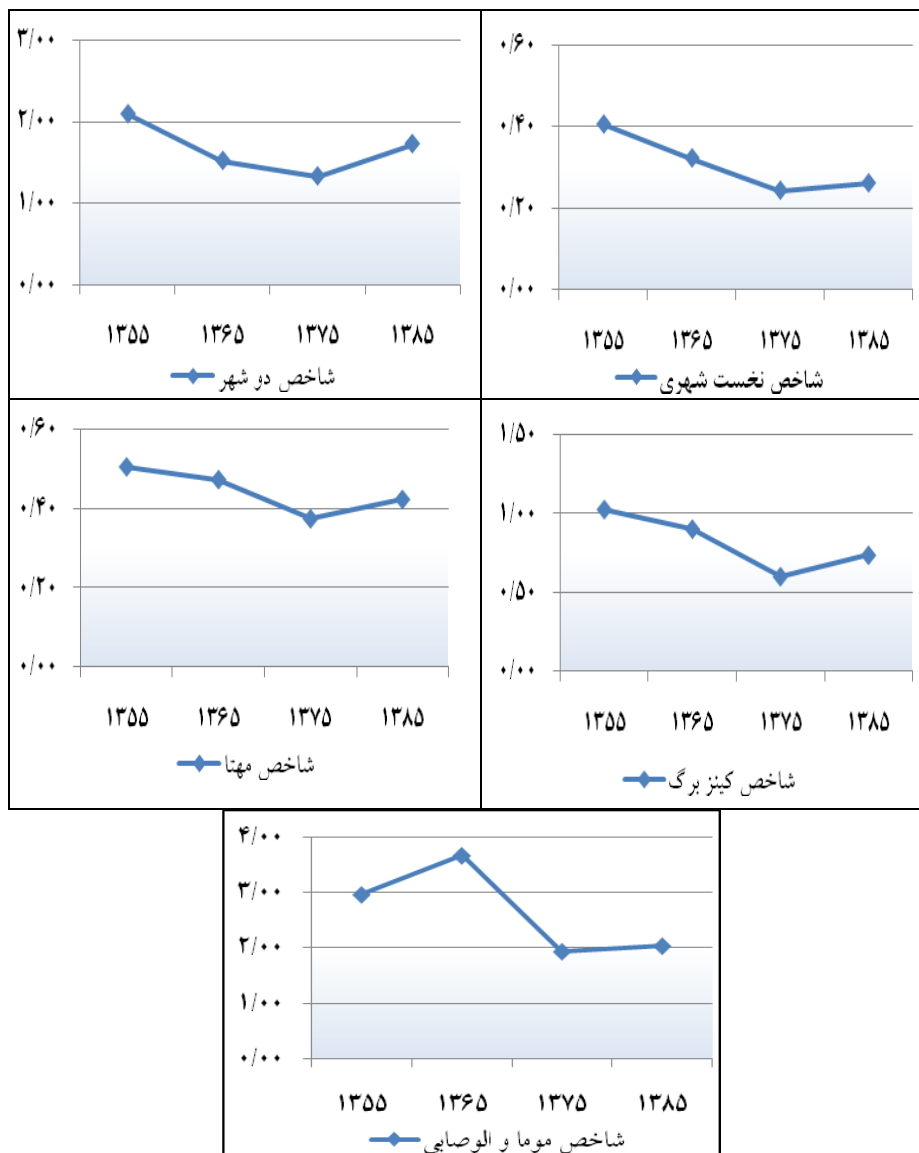 ۳/۰۰
۲/۰۰
۱/۰۰
۰/۰۰
۱۳۵۵ ۱۳۶۵ ۱۳۷۵ ۱۳۸۵
شاخص دو شهر
۰/۶۰
۰/۴۰
۰/۲۰
۰/۰۰
۱۳۵۵ ۱۳۶۵ ۱۳۷۵ ۱۳۸۵
شاخص نخست شهری
۰/۶۰
۰/۴۰
۰/۲۰
۰/۰۰
۱۳۵۵ ۱۳۶۵ ۱۳۷۵ ۱۳۸۵
شاخص مهتا
۱/۵۰
۱/۰۰
۰/۵۰
۰/۰۰
۱۳۵۵ ۱۳۶۵ ۱۳۷۵ ۱۳۸۵
شاخص کینز برگ
۴/۰۰
۳/۰۰
۲/۰۰
۱/۰۰
۰/۰۰
۱۳۵۵ ۱۳۶۵ ۱۳۷۵ ۱۳۸۵
شاخص موما و الوصابی